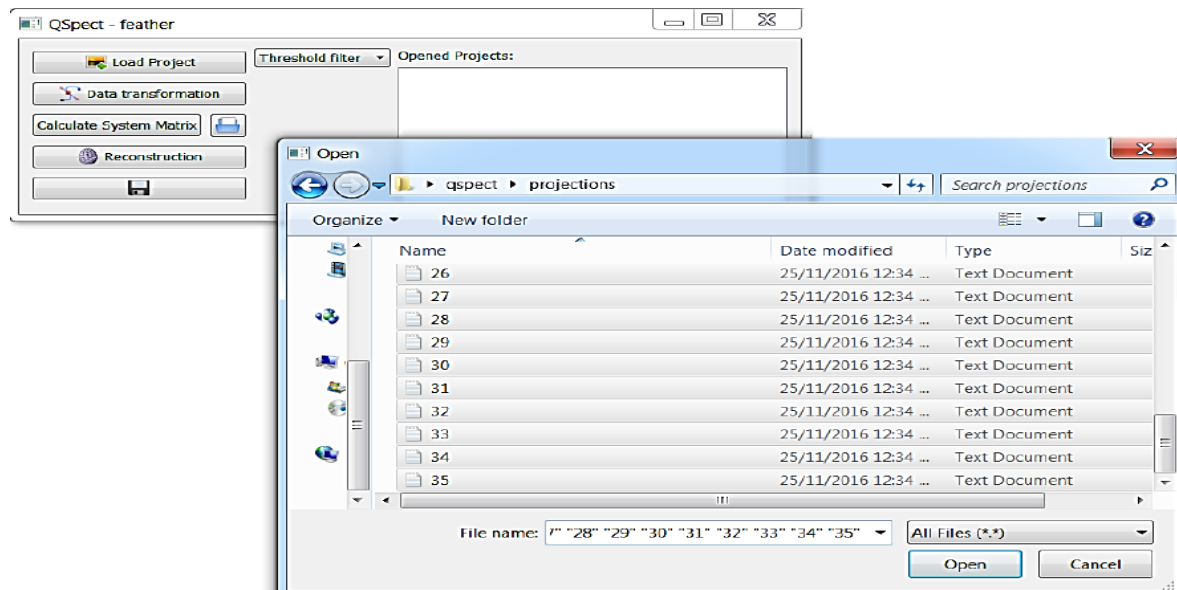 QSpect - feather
Load Project
Threshold filter
Opened Projects:
Data transformation
Calculate System Matrix
Reconstruction
Open
qspect projections
Search projections
Organize New folder
Name Date modified Type Siz
26 25/11/2016 12:34 ... Text Document
27 25/11/2016 12:34 ... Text Document
28 25/11/2016 12:34 ... Text Document
29 25/11/2016 12:34 ... Text Document
30 25/11/2016 12:34 ... Text Document
31 25/11/2016 12:34 ... Text Document
32 25/11/2016 12:34 ... Text Document
33 25/11/2016 12:34 ... Text Document
34 25/11/2016 12:34 ... Text Document
35 25/11/2016 12:34 ... Text Document
File name: " "28" "29" "30" "31" "32" "33" "34" "35" All Files (*.*)
Open Cancel